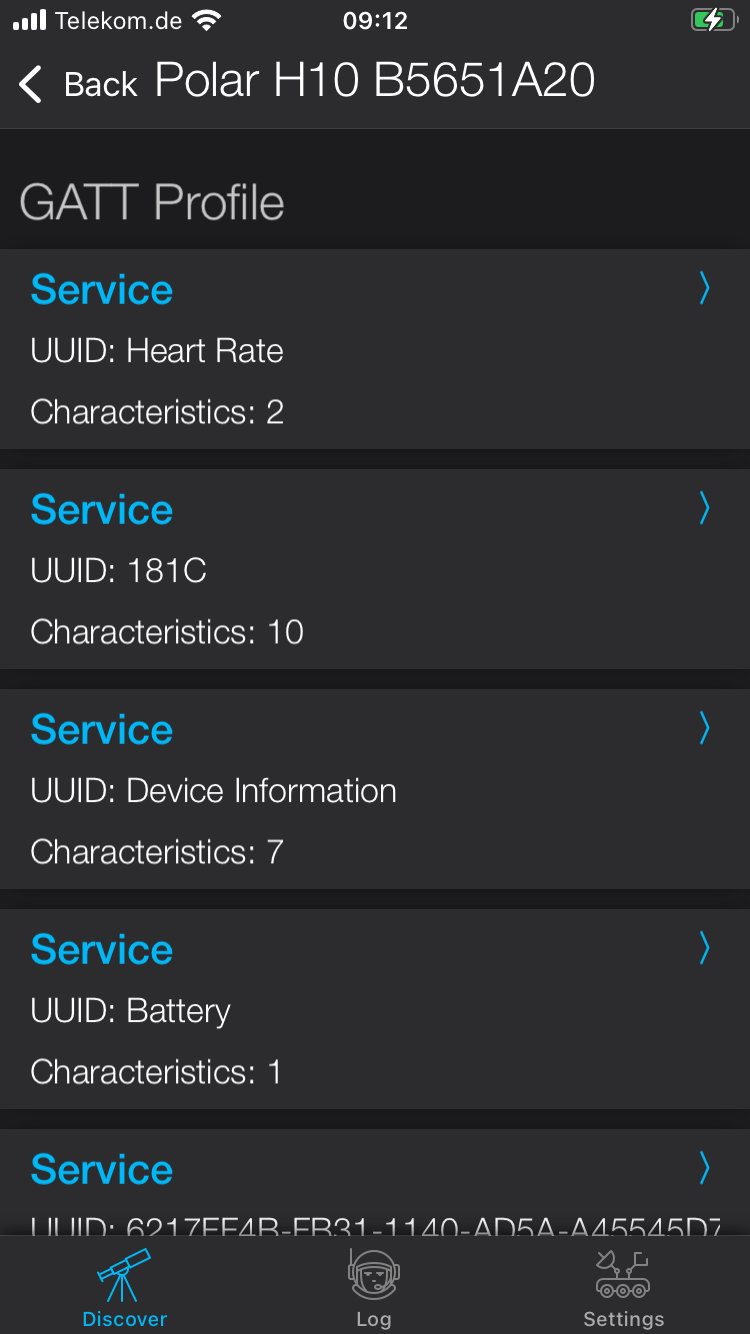 Telekom.de 09:12
Back Polar H10 B5651A20
GATT Profile
Service
UUID: Heart Rate
Characteristics: 2
Service
UUID: 181C
Characteristics: 10
Service
UUID: Device Information
Characteristics: 7
Service
UUID: Battery
Characteristics: 1
Service
UUID: 6217FF4B-FB31-1140-AD5A-A45545D7
Discover Log Settings